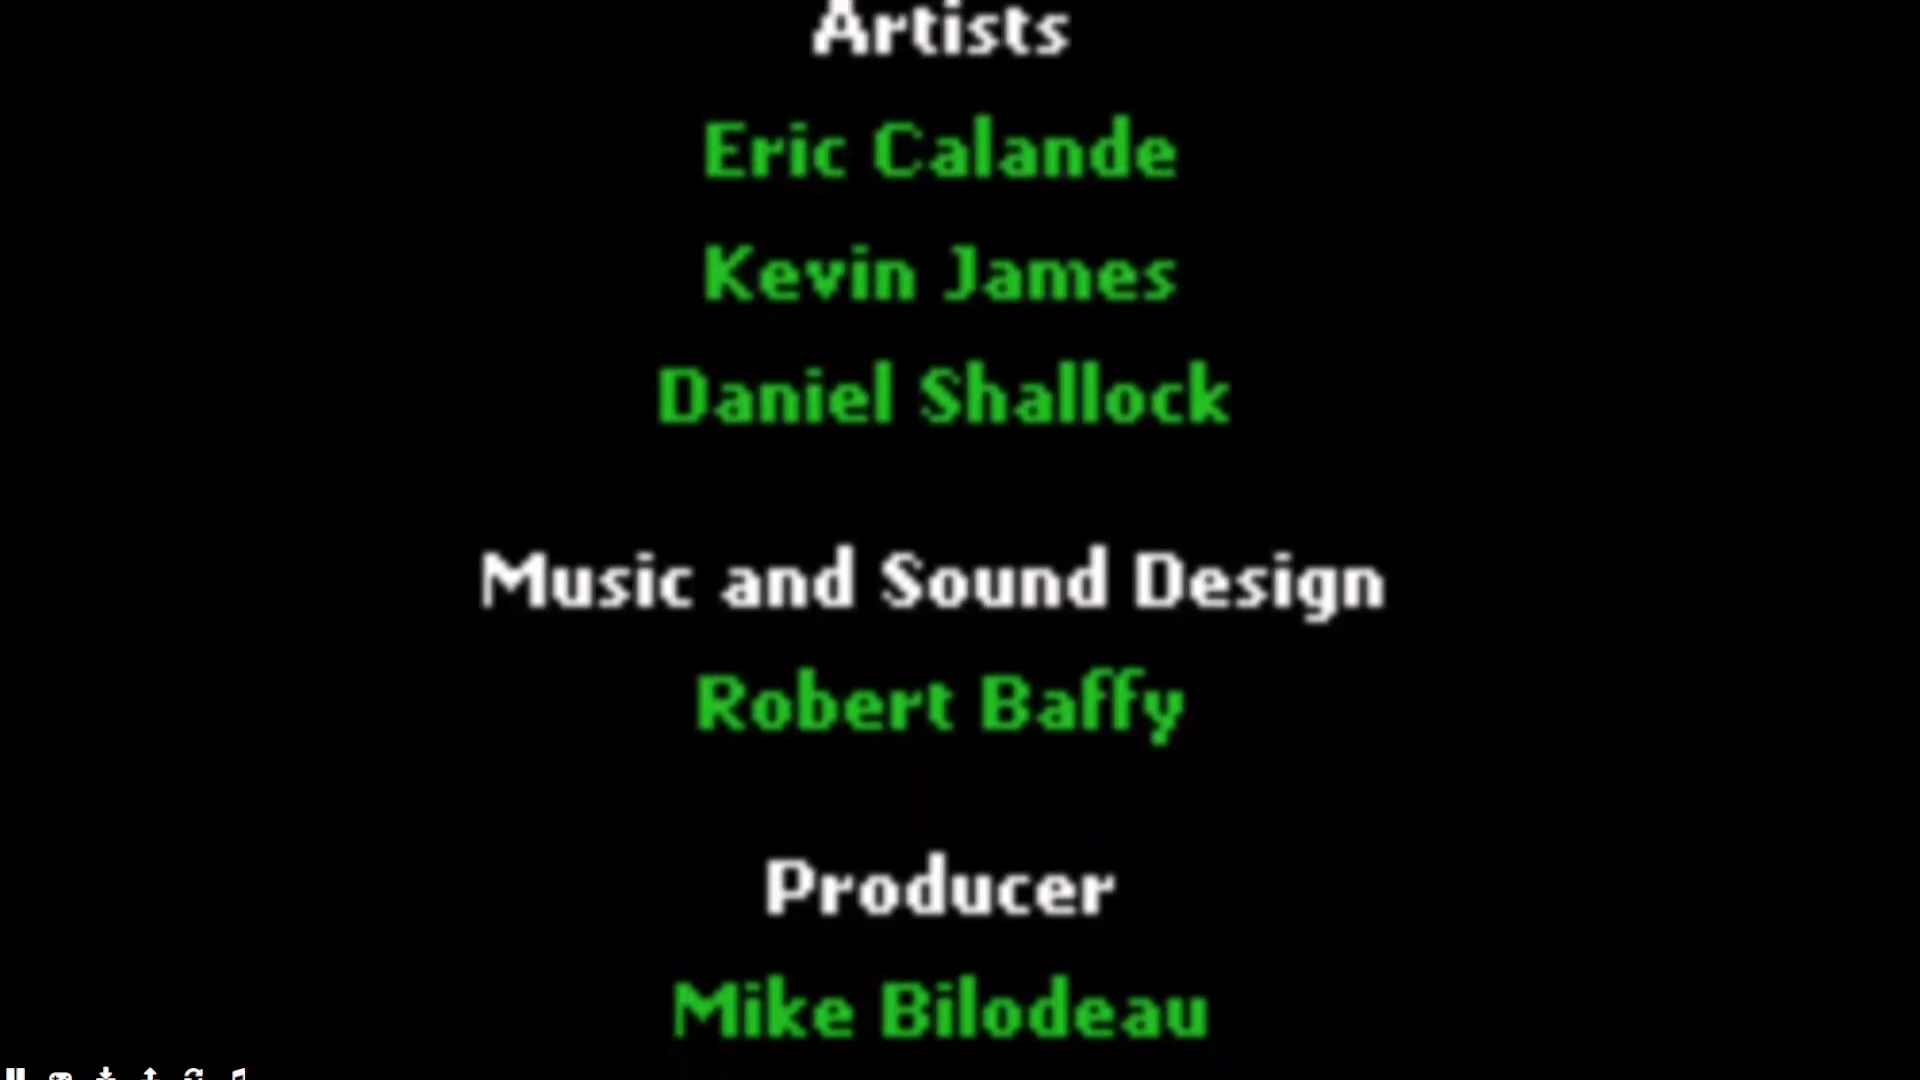 Artists
Eric Calande
Kevin James
Daniel Shallock
Music and Sound Design
Robert Baffy
Producer
Mike Bilodeau